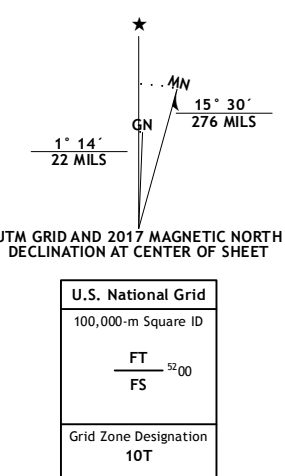 MN
15° 30´
276 MILS
GN
1° 14´
22 MILS
UTM GRID AND 2017 MAGNETIC NORTH
DECLINATION AT CENTER OF SHEET
U.S. National Grid
100,000-m Square ID
FT
5200
FS
Grid Zone Designation
10T